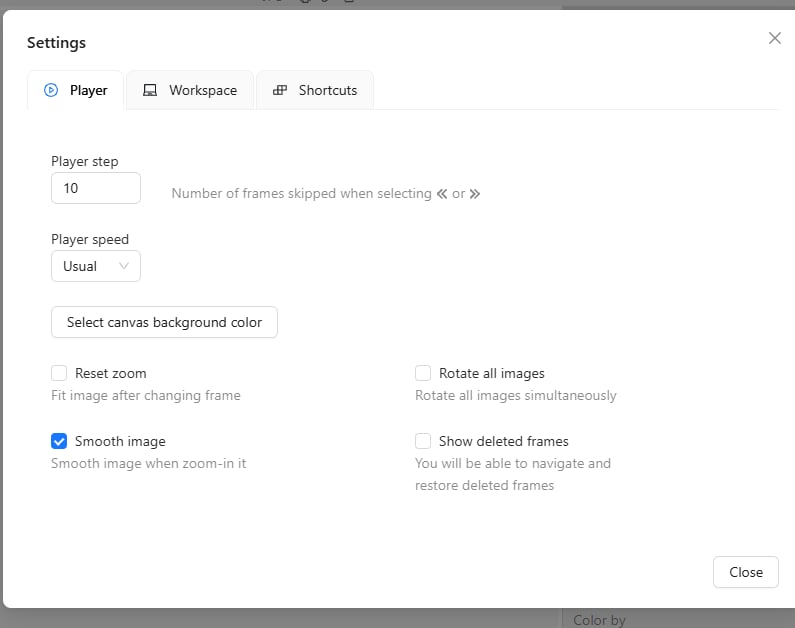 Settings
Player
Workspace
Shortcuts
Player step
10
Number of frames skipped when selecting « or »
Player speed
Usual
Select canvas background color
Reset zoom
Fit image after changing frame
Rotate all images
Rotate all images simultaneously
Smooth image
Smooth image when zoom-in it
Show deleted frames
You will be able to navigate and
restore deleted frames
Close
Color by